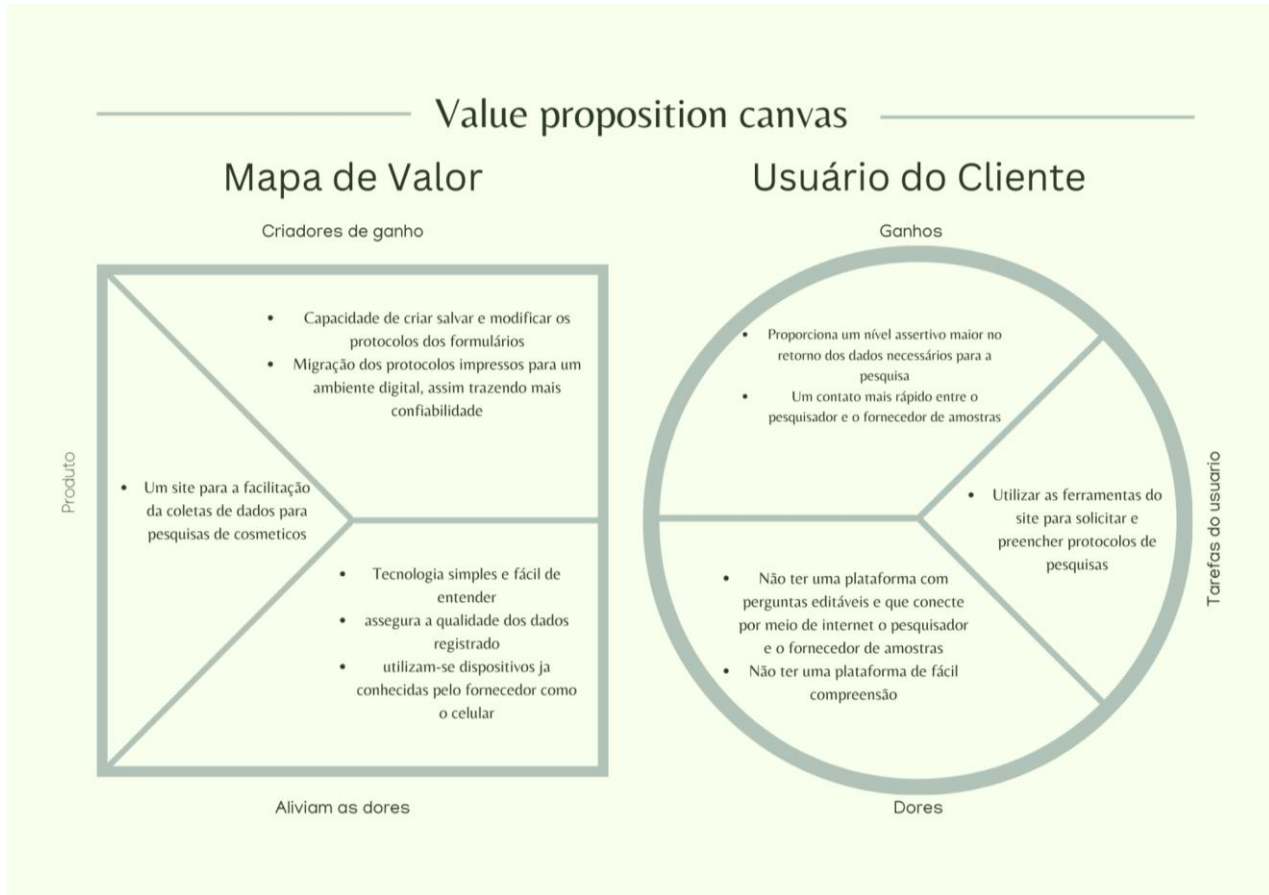 Value proposition canvas
Mapa de Valor
Criadores de ganho
• Capacidade de criar salvar e modificar os
protocolos dos formulários
• Migração dos protocolos impressos para um
ambiente digital, assim trazendo mais
confiabilidade
Produto
• Um site para a facilitação
da coletas de dados para
pesquisas de cosmeticos
• Tecnologia simples e fácil de
entender
• assegura a qualidade dos dados
registrado
• utilizam-se dispositivos ja
conhecidas pelo fornecedor como
o celular
Aliviam as dores
Usuário do Cliente
Ganhos
• Proporciona um nível assertivo maior no
retorno dos dados necessários para a
pesquisa
• Um contato mais rápido entre o
pesquisador e o fornecedor de amostras
• Utilizar as ferramentas do
site para solicitar e
preencher protocolos de
pesquisas
Tarefas do usuario
• Não ter uma plataforma com
perguntas editáveis e que conecte
por meio de internet o pesquisador
e o fornecedor de amostras
• Não ter uma plataforma de fácil
compreensão
Dores